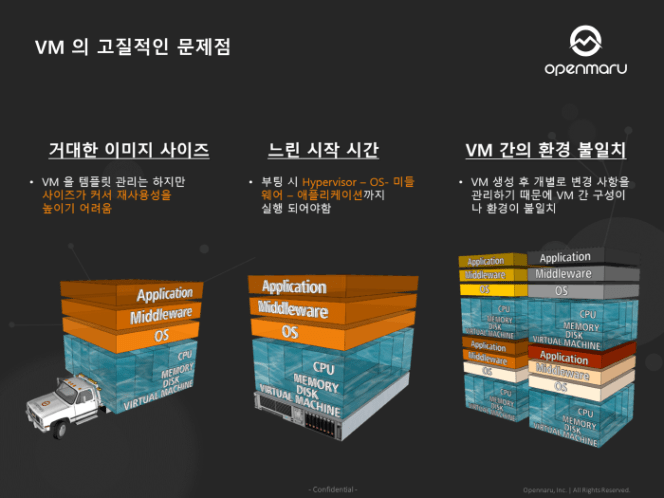 VM 의 고질적인 문제점
openmaru
거대한 이미지 사이즈
• VM 을 템플릿 관리는 하지만
사이즈가 커서 재사용성을
높이기 어려움
느린 시작 시간
• 부팅 시 Hypervisor – OS- 미들
웨어 – 애플리케이션까지
실행 되어야함
VM 간의 환경 불일치
• VM 생성 후 개별로 변경 사항을
관리하기 때문에 VM 간 구성이
나 환경이 불일치
Application
Middleware
OS
CPU
MEMORY
DISK
VIRTUAL MACHINE
Application
Middleware
OS
CPU
MEMORY
DISK
VIRTUAL MACHINE
Application
Middleware
OS
CPU
MEMORY
DISK
VIRTUAL MACHINE
Application
Middleware
OS
CPU
MEMORY
DISK
VIRTUAL MACHINE
Application
Middleware
OS
CPU
MEMORY
DISK
VIRTUAL MACHINE
Application
Middleware
OS
CPU
MEMORY
DISK
VIRTUAL MACHINE
- Confidential -
Openmaru, Inc. | All Rights Reserved.